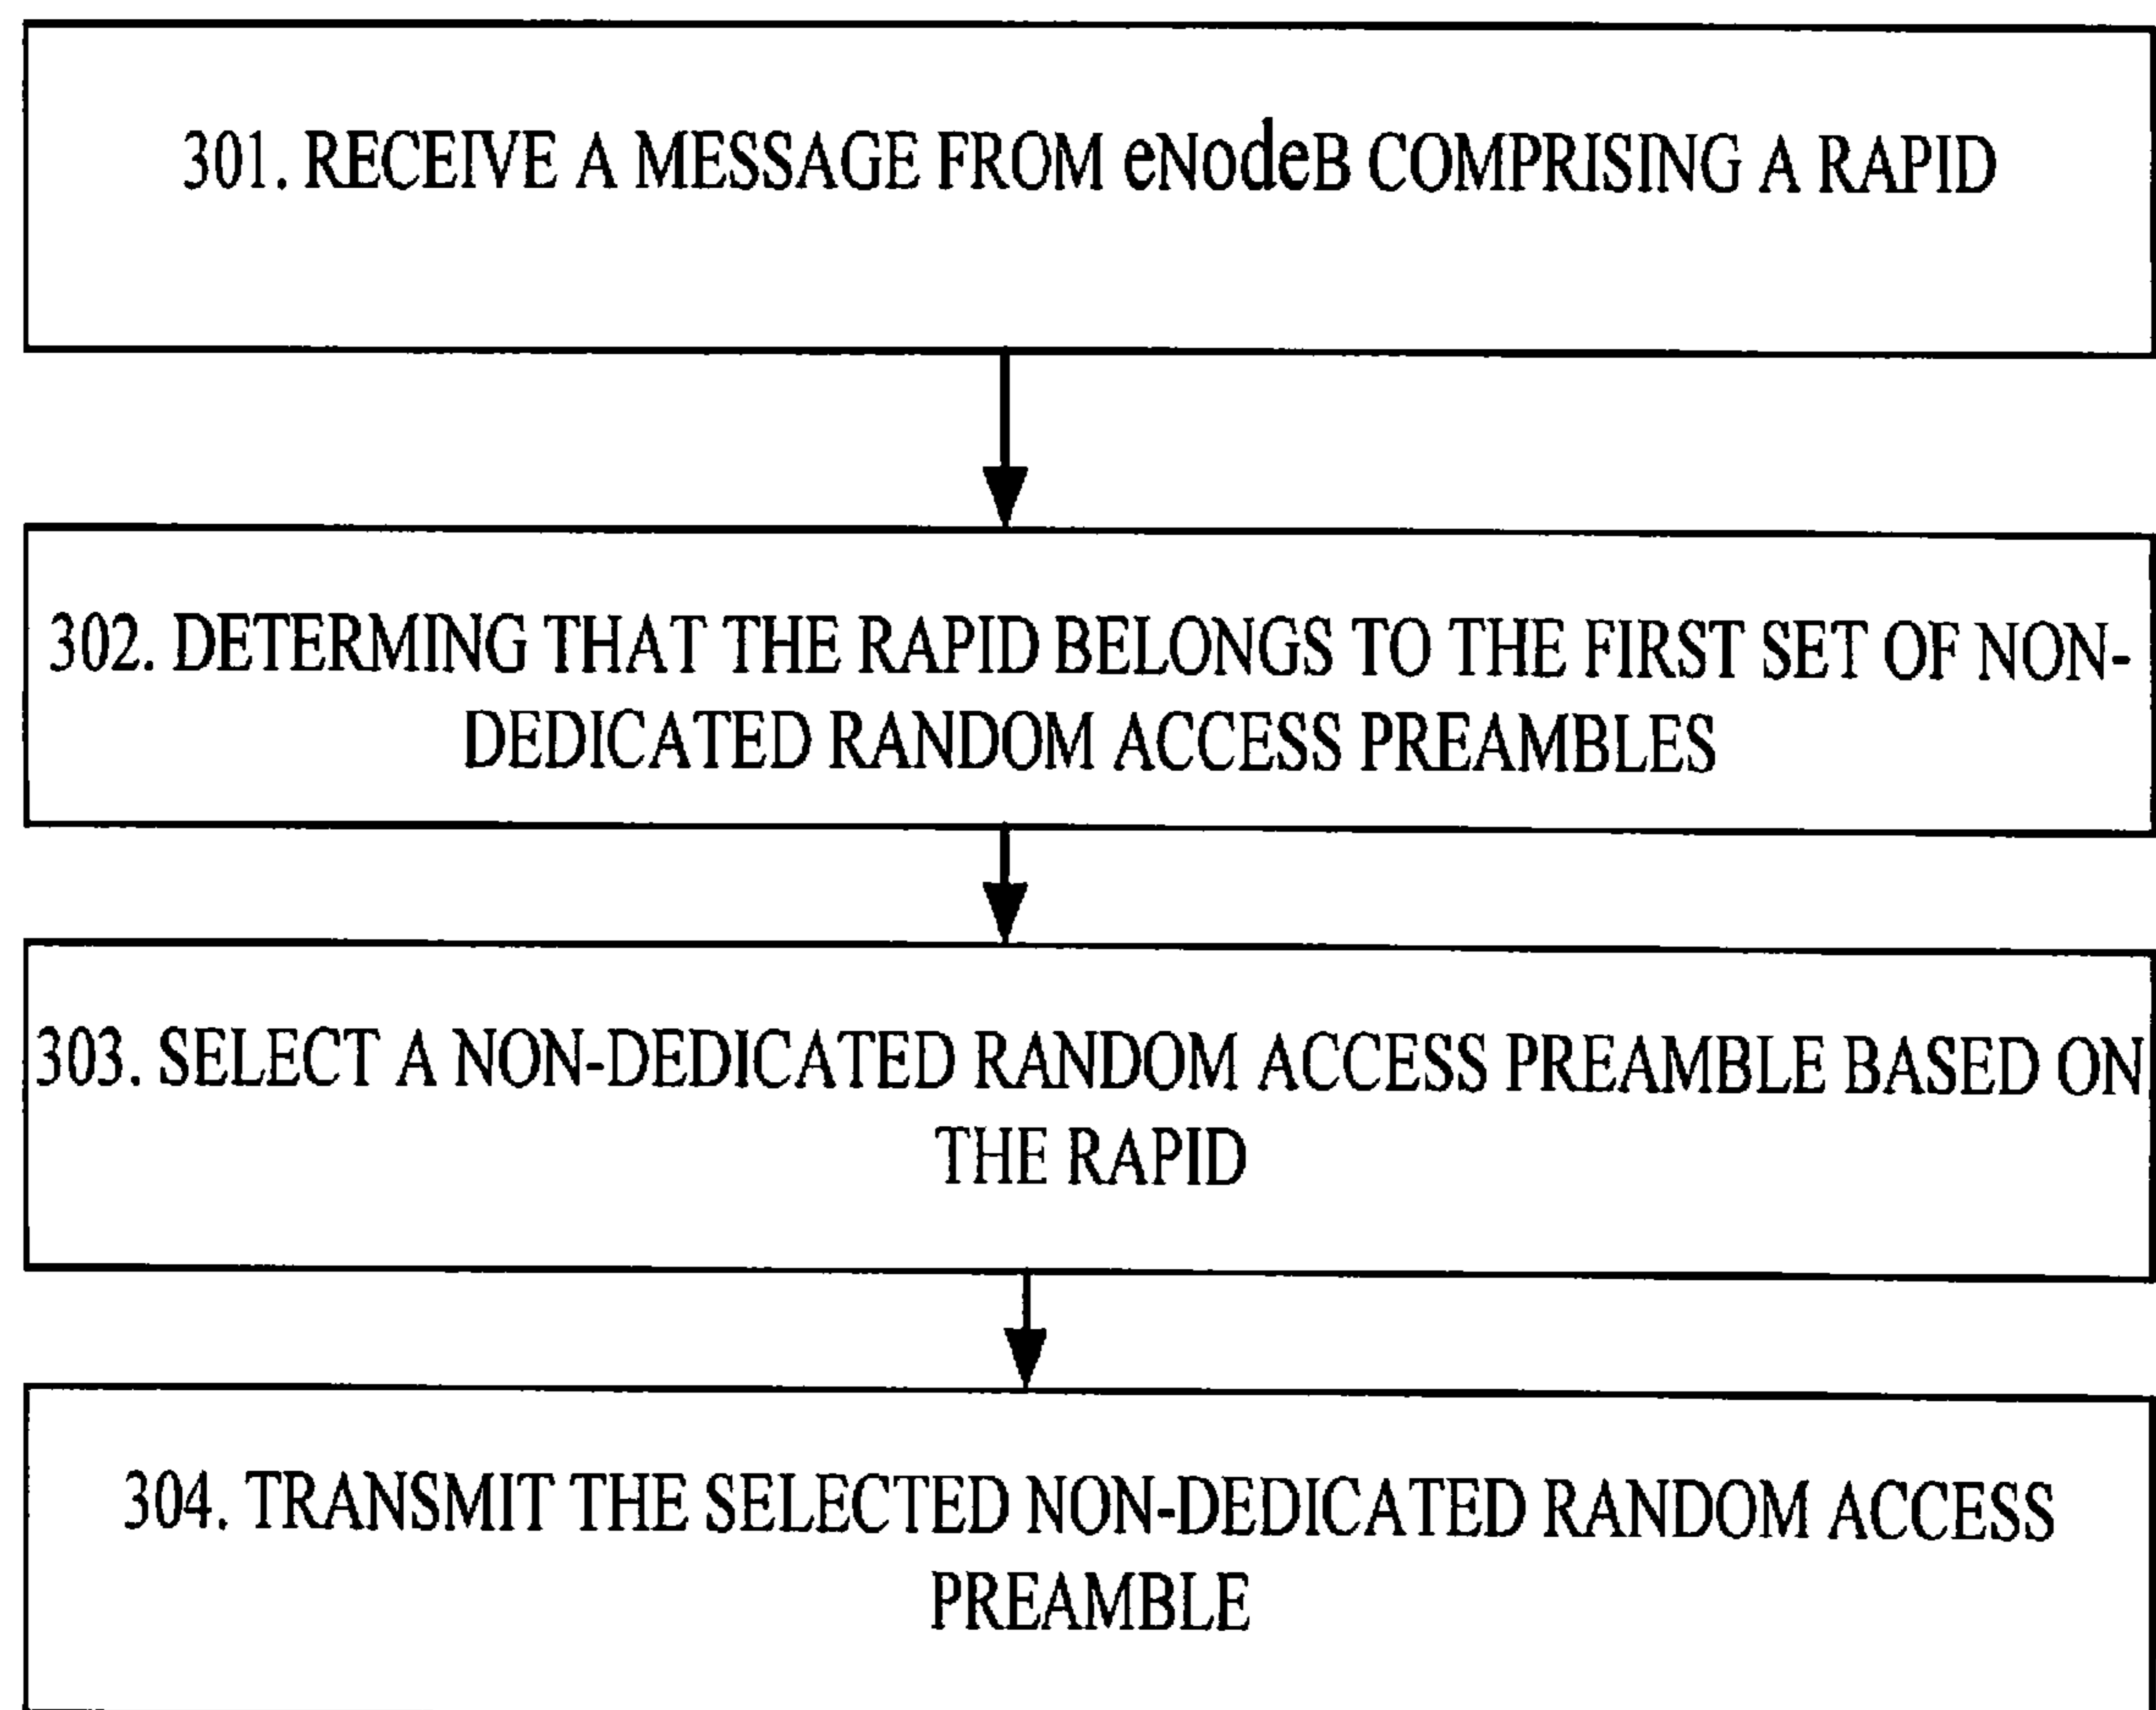 301. RECEIVE A MESSAGE FROM eNodeB COMPRISING A RAPID
302. DETERMING THAT THE RAPID BELONGS TO THE FIRST SET OF NON-
DEDICATED RANDOM ACCESS PREAMBLES
303. SELECT A NON-DEDICATED RANDOM ACCESS PREAMBLE BASED ON
THE RAPID
304. TRANSMIT THE SELECTED NON-DEDICATED RANDOM ACCESS
PREAMBLE